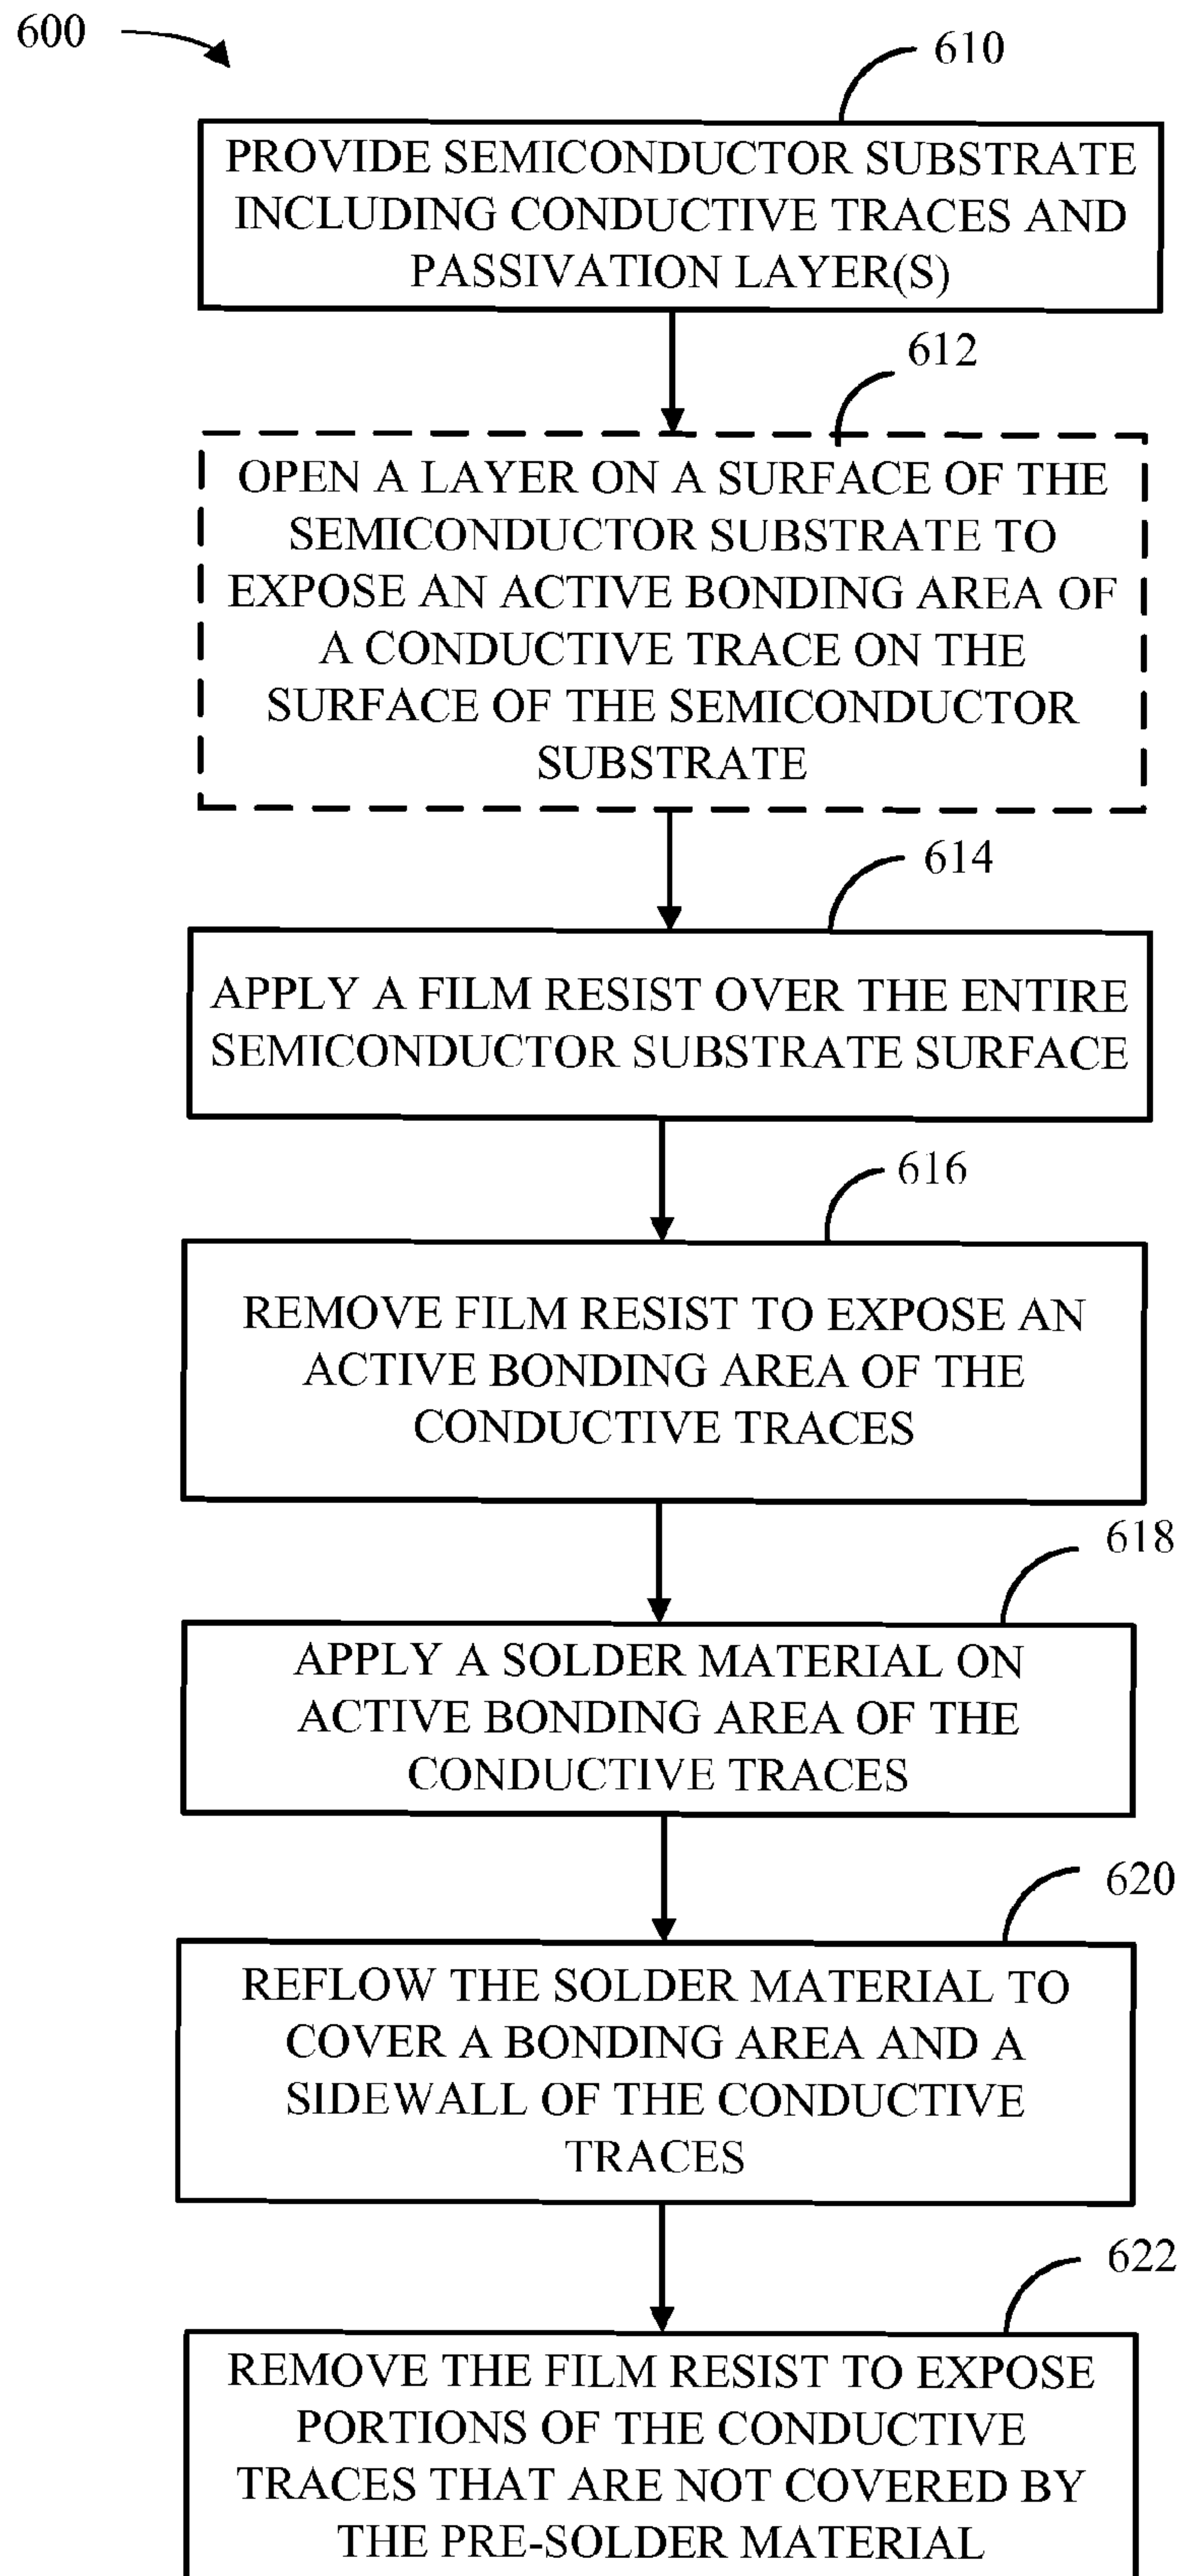 600
610
PROVIDE SEMICONDUCTOR SUBSTRATE
INCLUDING CONDUCTIVE TRACES AND
PASSIVATION LAYER(S)
612
OPEN A LAYER ON A SURFACE OF THE
SEMICONDUCTOR SUBSTRATE TO
EXPOSE AN ACTIVE BONDING AREA OF
A CONDUCTIVE TRACE ON THE
SURFACE OF THE SEMICONDUCTOR
SUBSTRATE
614
APPLY A FILM RESIST OVER THE ENTIRE
SEMICONDUCTOR SUBSTRATE SURFACE
616
REMOVE FILM RESIST TO EXPOSE AN
ACTIVE BONDING AREA OF THE
CONDUCTIVE TRACES
618
APPLY A SOLDER MATERIAL ON
ACTIVE BONDING AREA OF THE
CONDUCTIVE TRACES
620
REFLOW THE SOLDER MATERIAL TO
COVER A BONDING AREA AND A
SIDEWALL OF THE CONDUCTIVE
TRACES
622
REMOVE THE FILM RESIST TO EXPOSE
PORTIONS OF THE CONDUCTIVE
TRACES THAT ARE NOT COVERED BY
THE PRE-SOLDER MATERIAL